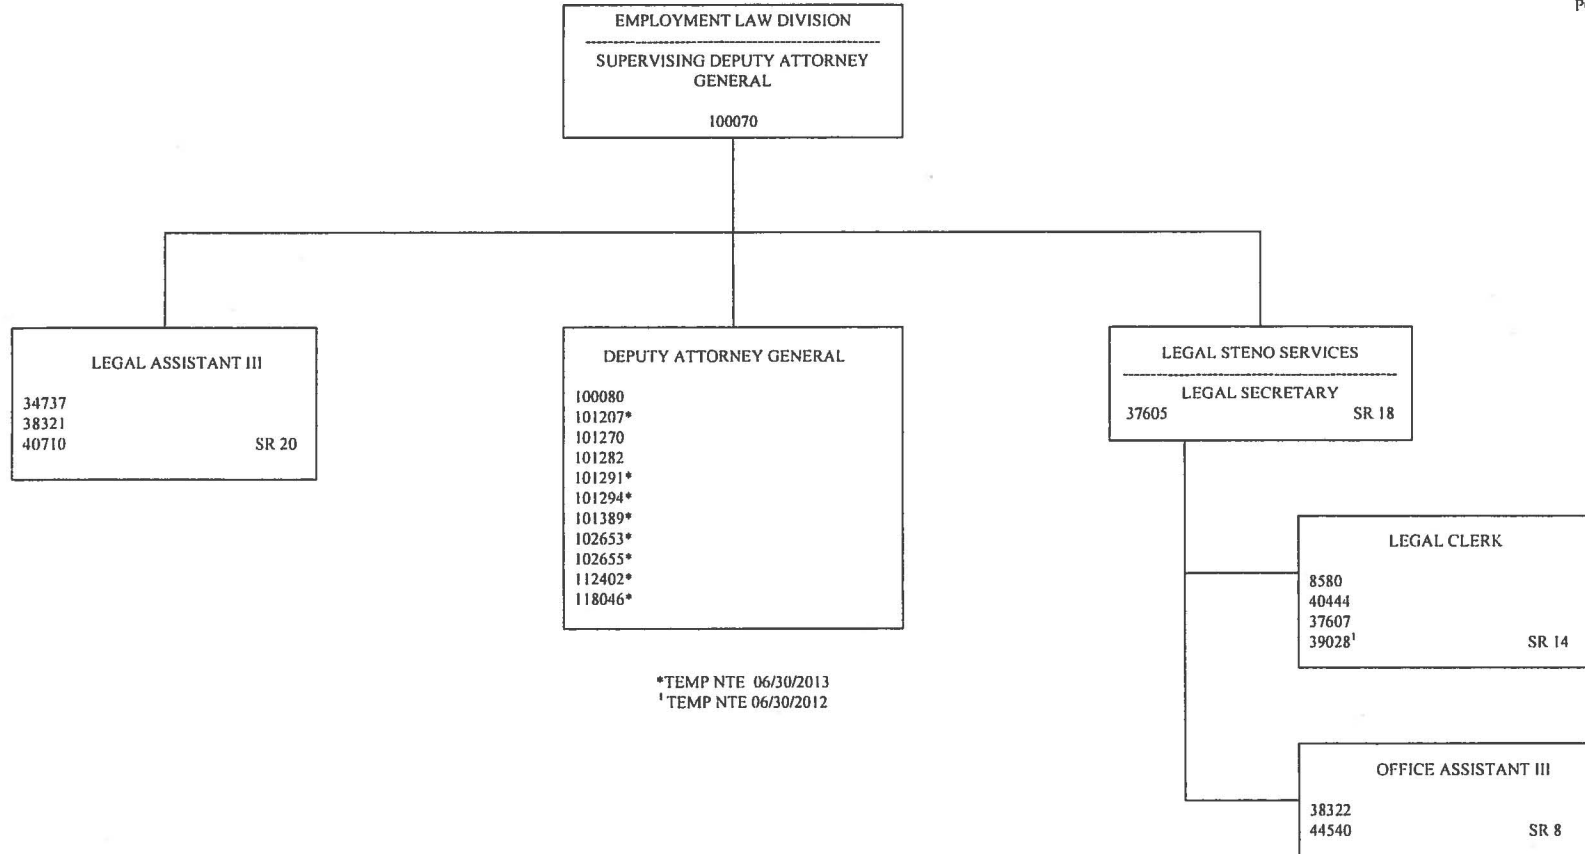 EMPLOYMENT LAW DIVISION
SUPERVISING DEPUTY ATTORNEY
GENERAL
100070
LEGAL ASSISTANT III
34737
38321
40710 SR 20
DEPUTY ATTORNEY GENERAL
100080
101207*
101270
101282
101291*
101294*
101389*
102653*
102655*
112402*
118046*
*TEMP NTE 06/30/2013
¹ TEMP NTE 06/30/2012
LEGAL STENO SERVICES
LEGAL SECRETARY
37605 SR 18
LEGAL CLERK
8580
40444
37607
39028¹ SR 14
OFFICE ASSISTANT III
38322
44540 SR 8